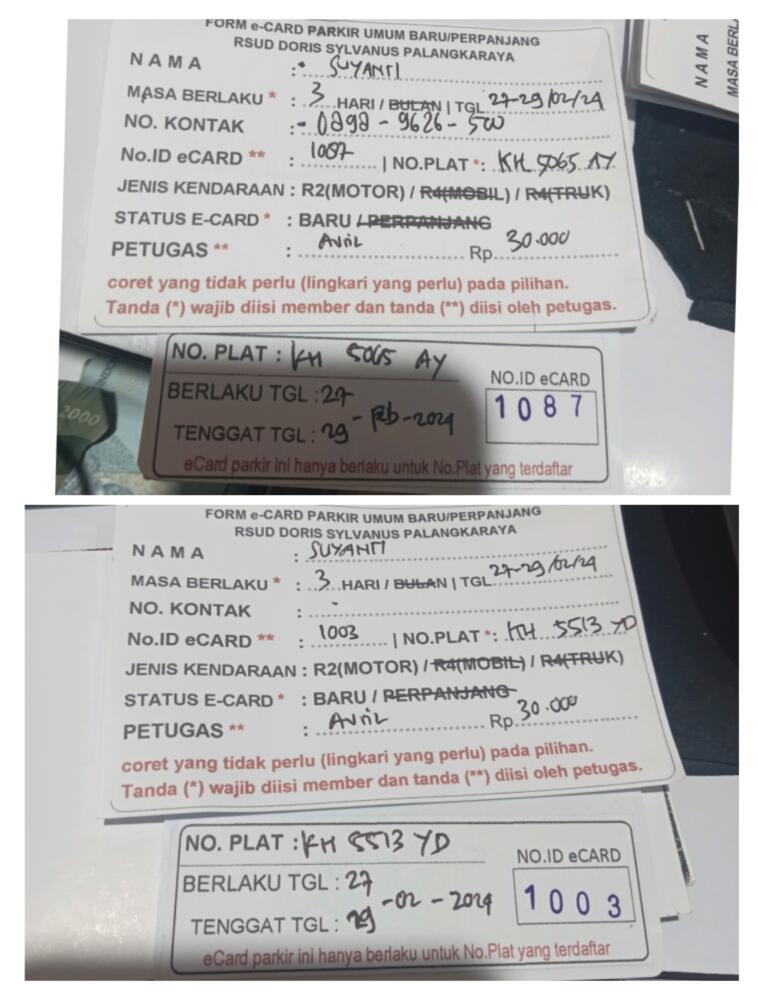 FORM e-CARD PARKIR UMUM BARU/PERPANJANG
RSUD DORIS SYLVANUS PALANGKARAYA
NAMA : SUYANTI
MASA BERLAKU * : 3 HARI / BULAN | TGL 27-29/02/24
NO. KONTAK : 0898-9626-500
No.ID eCARD ** : 1087 | NO.PLAT *: KH 5065 AY
JENIS KENDARAAN : R2(MOTOR) / R4(MOBIL) / R4(TRUK)
STATUS E-CARD * : BARU / PERPANJANG
PETUGAS ** : Avril Rp 30.000
coret yang tidak perlu (lingkari yang perlu) pada pilihan.
Tanda (*) wajib diisi member dan tanda (**) diisi oleh petugas.
NAMA
MASA BERL
2000
NO. PLAT : KH 5065 AY
NO.ID eCARD
BERLAKU TGL : 27
1087
TENGGAT TGL : 29 - Feb - 2024
eCard parkir ini hanya berlaku untuk No.Plat yang terdaftar
FORM e-CARD PARKIR UMUM BARU/PERPANJANG
RSUD DORIS SYLVANUS PALANGKARAYA
NAMA : SUYANTI
MASA BERLAKU * : 3 HARI / BULAN | TGL 27-29/02/24
NO. KONTAK : -
No.ID eCARD ** : 1003 | NO.PLAT *: KH 5513 YD
JENIS KENDARAAN : R2(MOTOR) / R4(MOBIL) / R4(TRUK)
STATUS E-CARD * : BARU / PERPANJANG
PETUGAS ** : Avril Rp 30.000
coret yang tidak perlu (lingkari yang perlu) pada pilihan.
Tanda (*) wajib diisi member dan tanda (**) diisi oleh petugas.
NO. PLAT : KH 5513 YD
NO.ID eCARD
BERLAKU TGL : 27
1003
TENGGAT TGL : 29 - 02 - 2024
eCard parkir ini hanya berlaku untuk No.Plat yang terdaftar